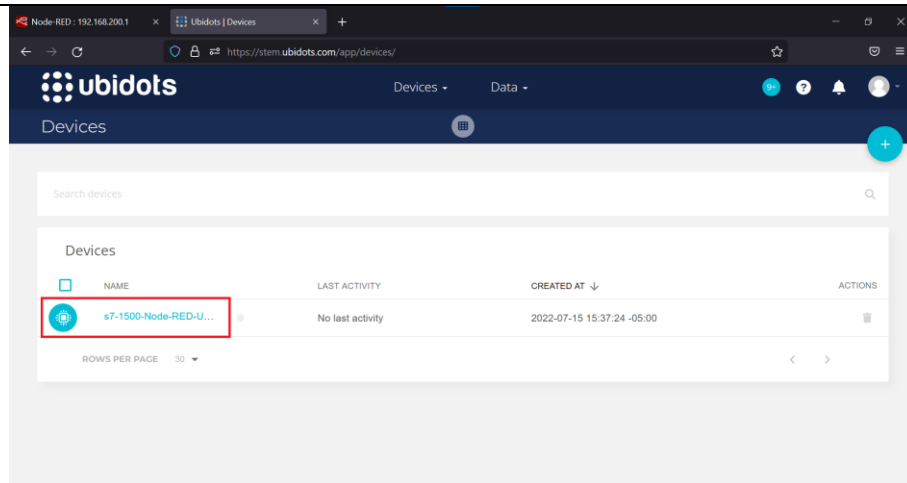 Node-RED : 192.168.200.1
Ubidots | Devices
https://stem.ubidots.com/app/devices/
ubidots
Devices
Data
9+
?
Devices
Search devices
Devices
NAME LAST ACTIVITY CREATED AT ACTIONS
s7-1500-Node-RED-U... No last activity 2022-07-15 15:37:24 -05:00
ROWS PER PAGE 30